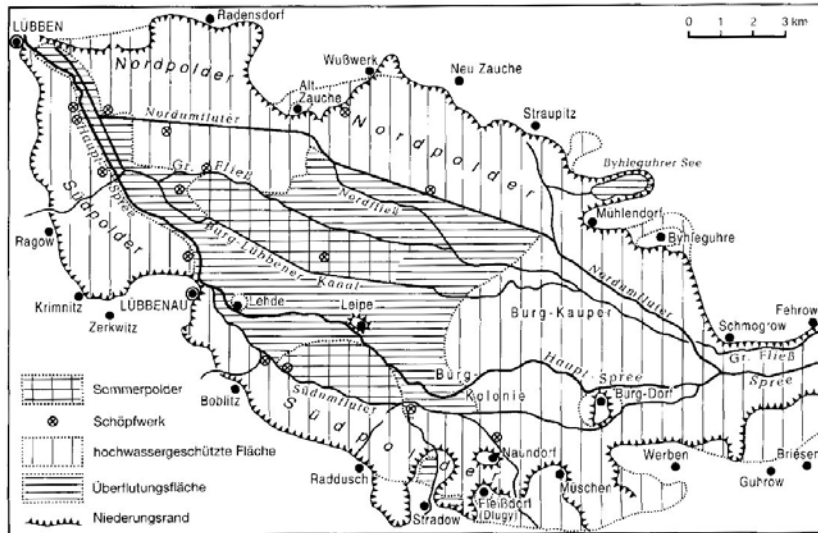 LÜBBEN
Radensdorf
0 1 2 3 km
Nordpolder
Wußwerk
Neu Zauche
Alt
Zauche
Straupitz
Nordumfluter
Nordpolder
Haupt-Spree
Gr. Fließ
Nordfließ
Byhleguhrer See
Südpolder
Mühlendorf
Byhleguhre
Ragow
Burg-Lübbener Kanal
Nordumfluter
Krimnitz
LÜBBENAU
Lehde
Leipe
Burg-Kauper
Zerkwitz
Schmogrow
Fehrow
Gr. Fließ
Burg-
Kolonie
Haupt-Spree
Spree
Burg-Dorf
Boblitz
Südumfluter
Südpolder
Raddusch
Naundorf
Werben
Briesen
Guhrow
Müschen
Fleißdorf
(Dlugy)
Stradow
Sommerpolder
Schöpfwerk
hochwassergeschützte Fläche
Überflutungsfläche
Niederungsrand